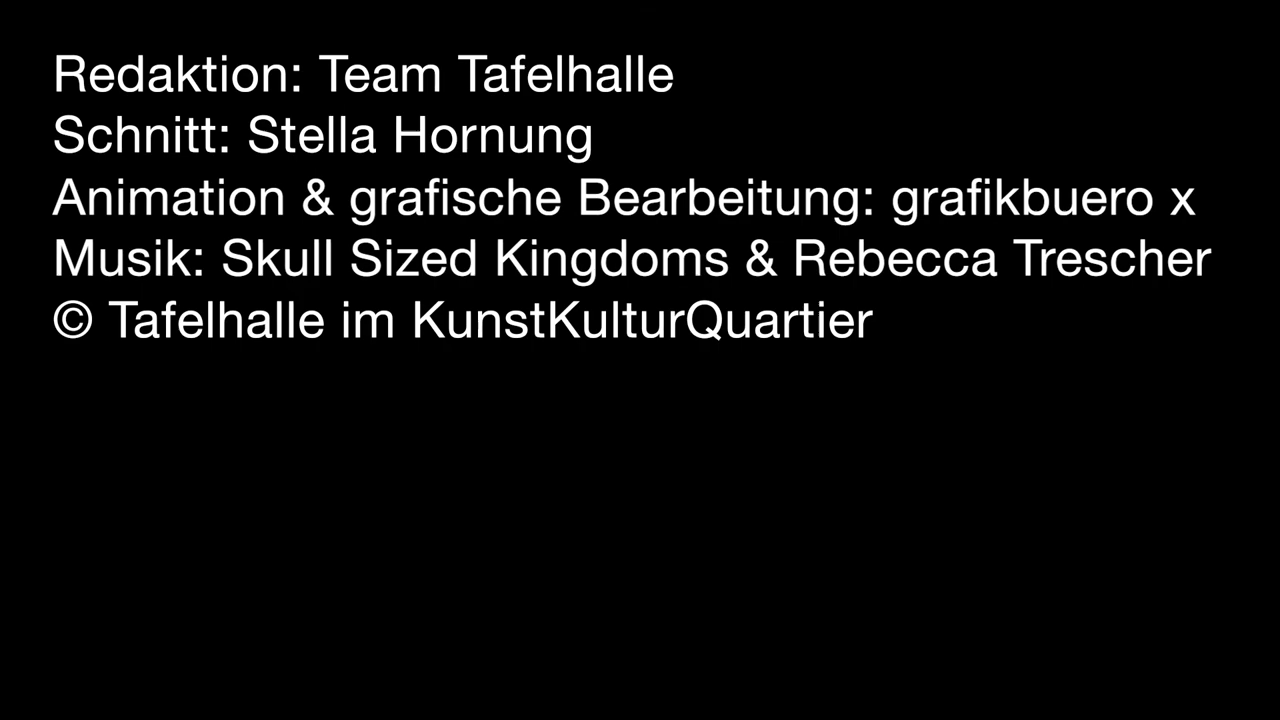 Redaktion: Team Tafelhalle
Schnitt: Stella Hornung
Animation & grafische Bearbeitung: grafikbuero x
Musik: Skull Sized Kingdoms & Rebecca Trescher
© Tafelhalle im KunstKulturQuartier